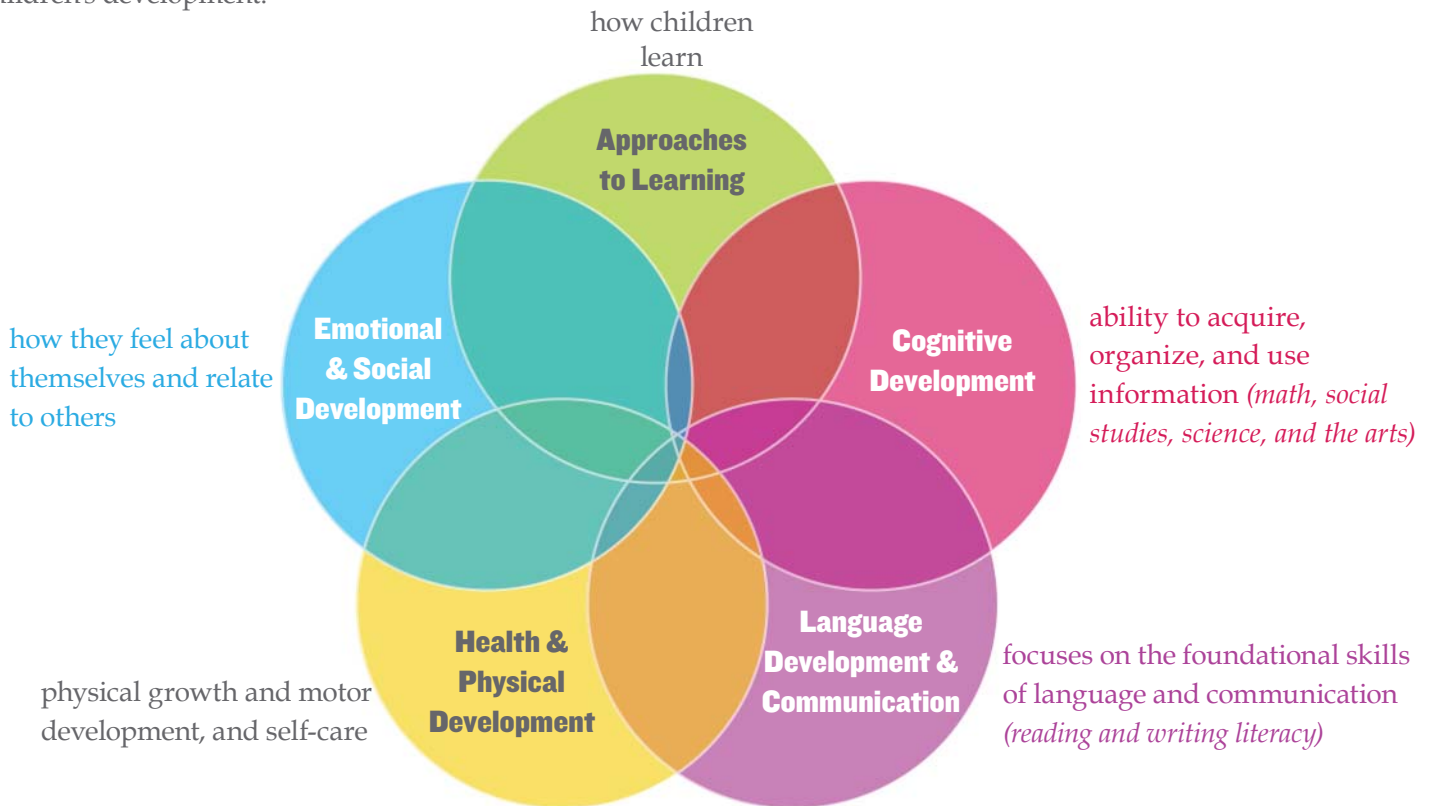 children's development.
how children
learn
Approaches
to Learning
Emotional
& Social
Development
how they feel about
themselves and relate
to others
Cognitive
Development
ability to acquire,
organize, and use
information (math, social
studies, science, and the arts)
Health &
Physical
Development
physical growth and motor
development, and self-care
Language
Development &
Communication
focuses on the foundational skills
of language and communication
(reading and writing literacy)